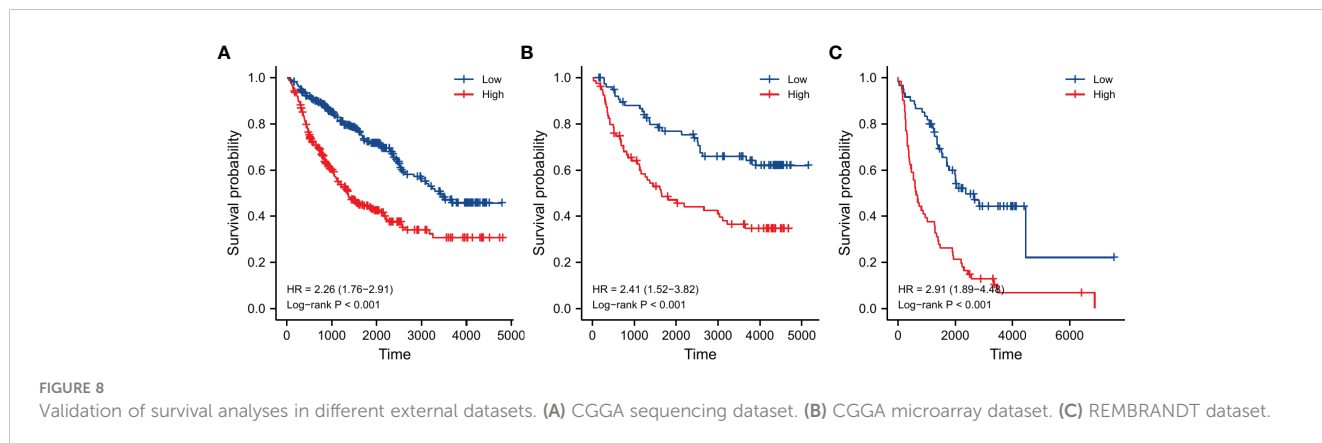 A
Low
High
Survival probability
1.0
0.8
0.6
0.4
0.2
0.0
HR = 2.26 (1.76−2.91)
Log−rank P < 0.001
0
1000
2000
3000
4000
5000
Time
B
Low
High
Survival probability
1.0
0.8
0.6
0.4
0.2
0.0
HR = 2.41 (1.52−3.82)
Log−rank P < 0.001
0
1000
2000
3000
4000
5000
Time
C
Low
High
Survival probability
1.0
0.8
0.6
0.4
0.2
0.0
HR = 2.91 (1.89−4.48)
Log−rank P < 0.001
0
2000
4000
6000
Time
FIGURE 8
Validation of survival analyses in different external datasets. (A) CGGA sequencing dataset. (B) CGGA microarray dataset. (C) REMBRANDT dataset.